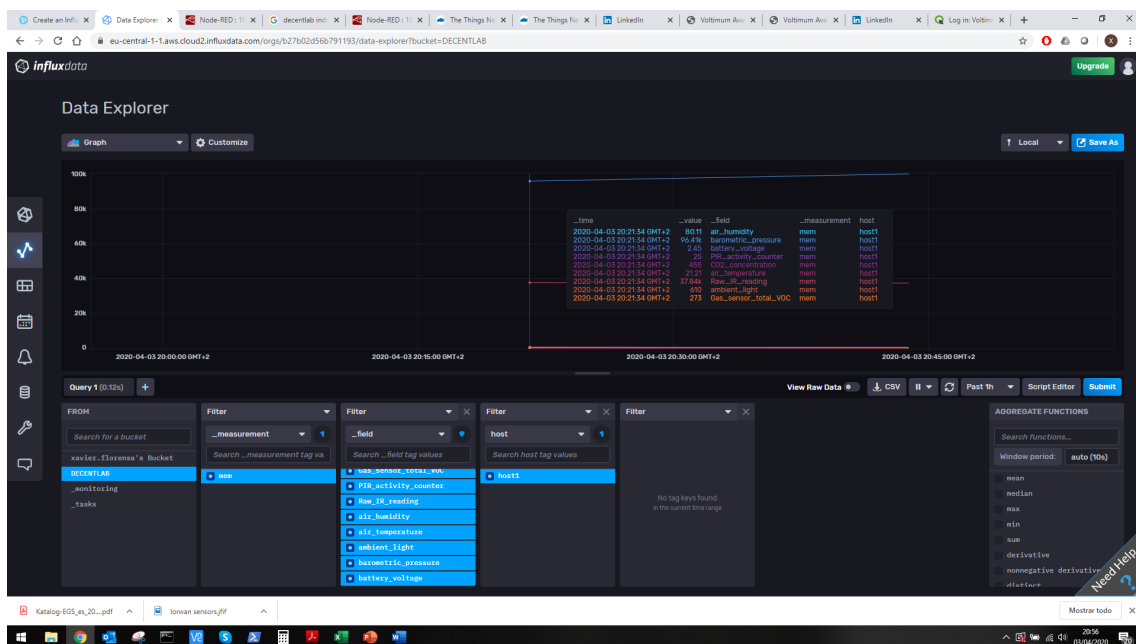 Create an Influ
Data Explorer
Node-RED : 1
decentlab indo
Node-RED : 1
The Things Ne
The Things Ne
LinkedIn
Voltimum Ava
Voltimum Ava
LinkedIn
Log in: Voltim
eu-central-1-1.aws.cloud2.influxdata.com/orgs/b27b02d56b791193/data-explorer?bucket=DECENTLAB
influxdata
Upgrade
Data Explorer
Graph
Customize
Local
Save As
100k
80k
60k
40k
20k
0
_time _value _field _measurement host
2020-04-03 20:21:34 GMT+2 80.11 air_humidity mem host1
2020-04-03 20:21:34 GMT+2 96.41k barometric_pressure mem host1
2020-04-03 20:21:34 GMT+2 2.45 battery_voltage mem host1
2020-04-03 20:21:34 GMT+2 25 PIR_activity_counter mem host1
2020-04-03 20:21:34 GMT+2 455 CO2_concentration mem host1
2020-04-03 20:21:34 GMT+2 21.21 air_temperature mem host1
2020-04-03 20:21:34 GMT+2 37.84k Raw_IR_reading mem host1
2020-04-03 20:21:34 GMT+2 610 ambient_light mem host1
2020-04-03 20:21:34 GMT+2 273 Gas_sensor_total_VOC mem host1
2020-04-03 20:00:00 GMT+2
2020-04-03 20:15:00 GMT+2
2020-04-03 20:30:00 GMT+2
2020-04-03 20:45:00 GMT+2
Query 1 (0.12s)
+
View Raw Data
CSV
Past 1h
Script Editor
Submit
FROM
Search for a bucket
xavier.florensa's Bucket
DECENTLAB
_monitoring
_tasks
Filter
_measurement
1
Search _measurement tag va
mem
Filter
_field
9
Search _field tag values
Gas_sensor_total_VOC
PIR_activity_counter
Raw_IR_reading
air_humidity
air_temperature
ambient_light
barometric_pressure
battery_voltage
Filter
host
1
Search host tag values
host1
Filter
No tag keys found
in the current time range
AGGREGATE FUNCTIONS
Search functions...
Window period:
auto (10s)
mean
median
max
min
sum
derivative
nonnegative derivative
distinct
Need Help
?
Katalog-EGS_es_20....pdf
lorwan sensors.jfif
Mostrar todo
20:56
03/04/2020